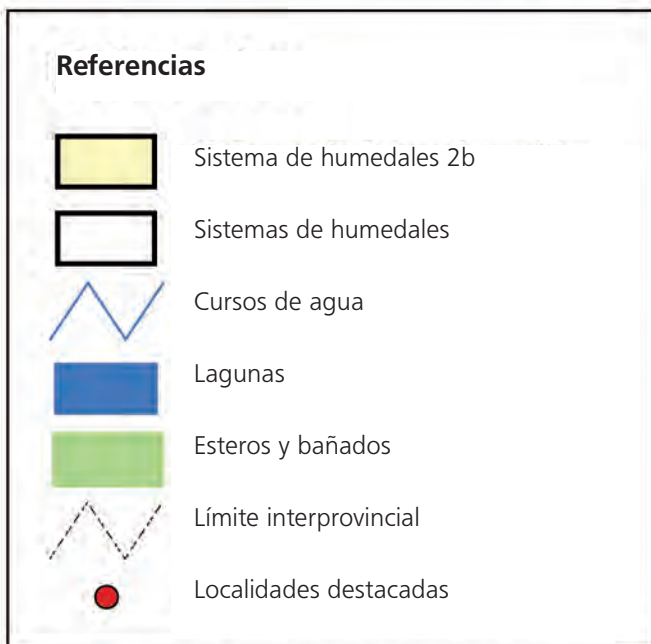 Referencias
Sistema de humedales 2b
Sistemas de humedales
Cursos de agua
Lagunas
Esteros y bañados
Límite interprovincial
Localidades destacadas